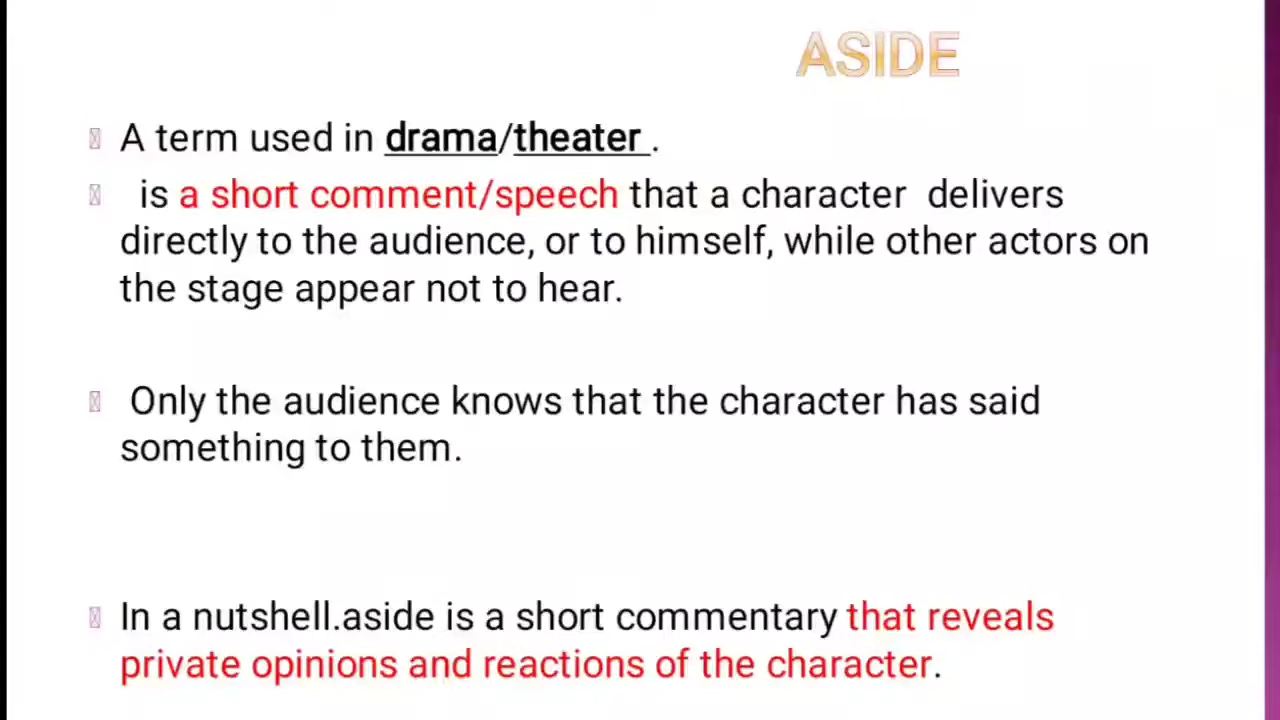 ASIDE
A term used in drama/theater .
is a short comment/speech that a character delivers
directly to the audience, or to himself, while other actors on
the stage appear not to hear.
Only the audience knows that the character has said
something to them.
In a nutshell.aside is a short commentary that reveals
private opinions and reactions of the character.